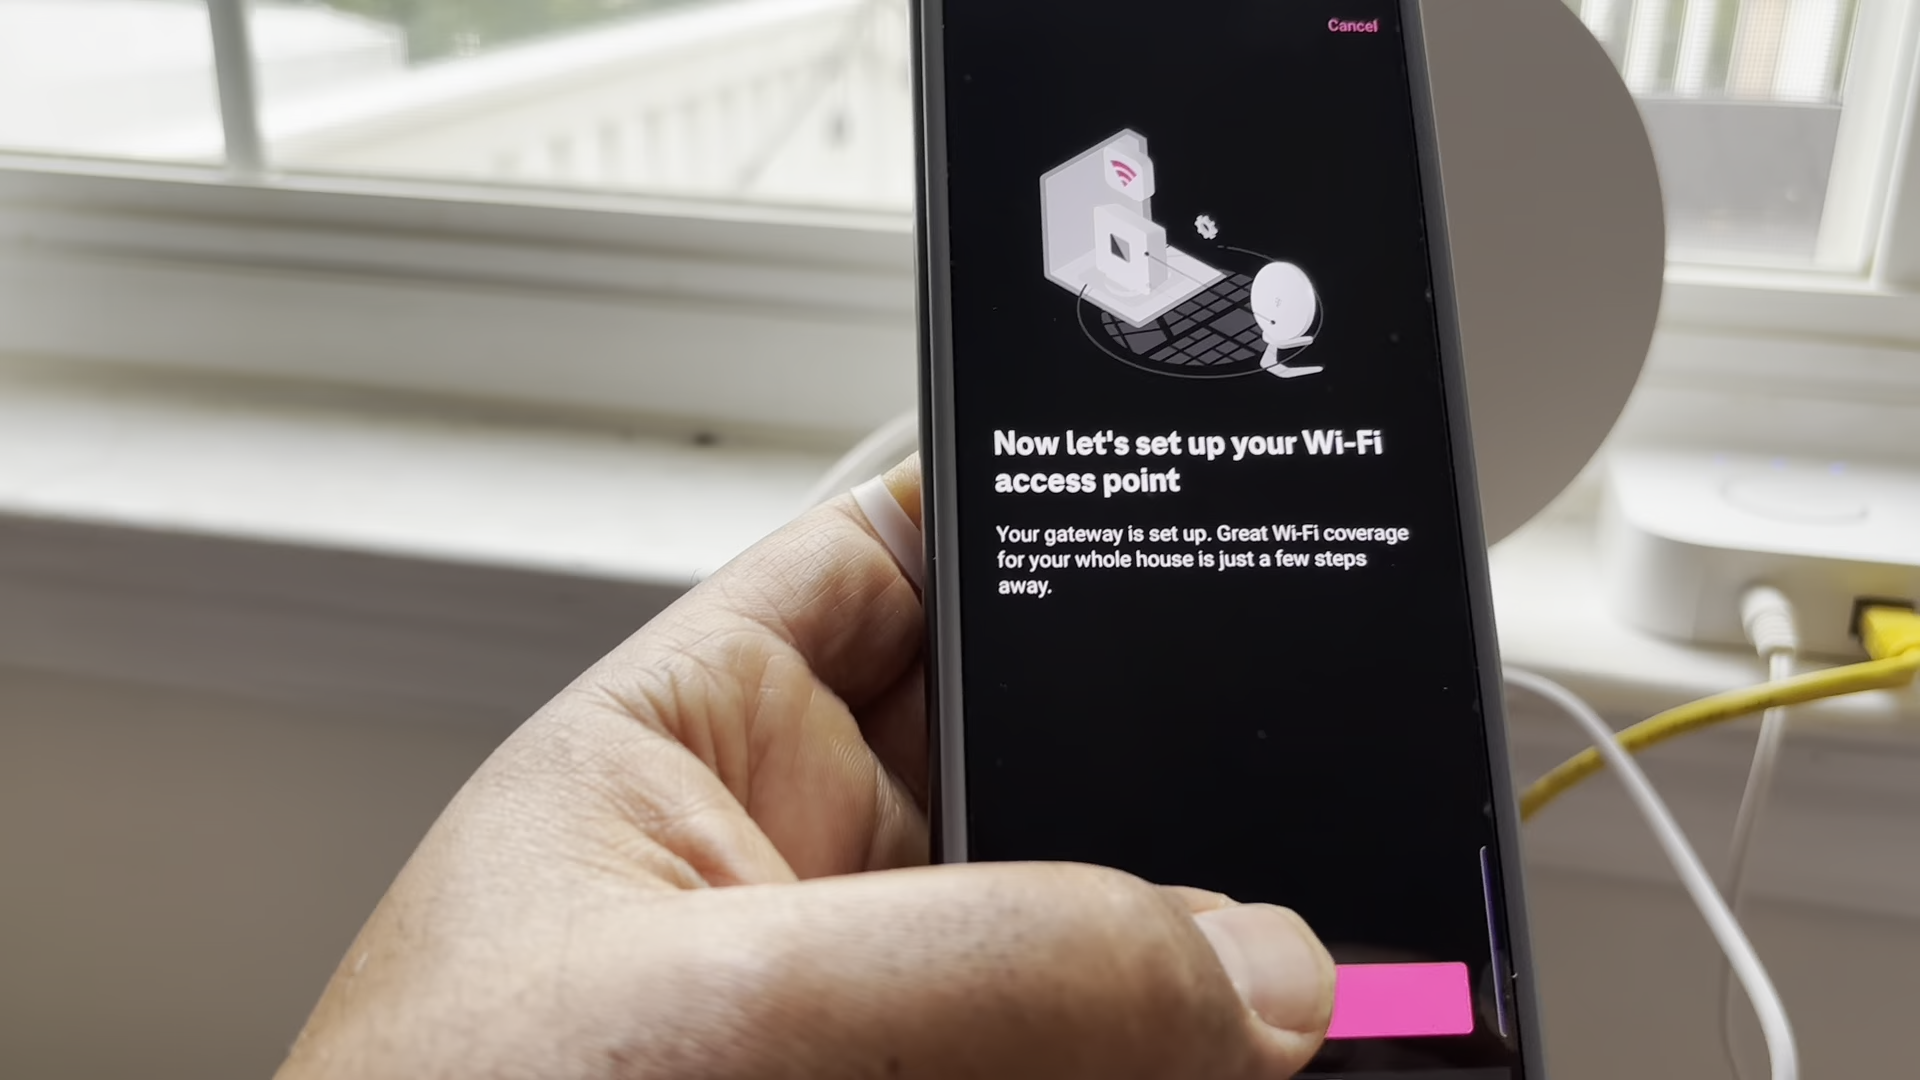 Cancel
Now let's set up your Wi-Fi
access point
Your gateway is set up. Great Wi-Fi coverage
for your whole house is just a few steps
away.